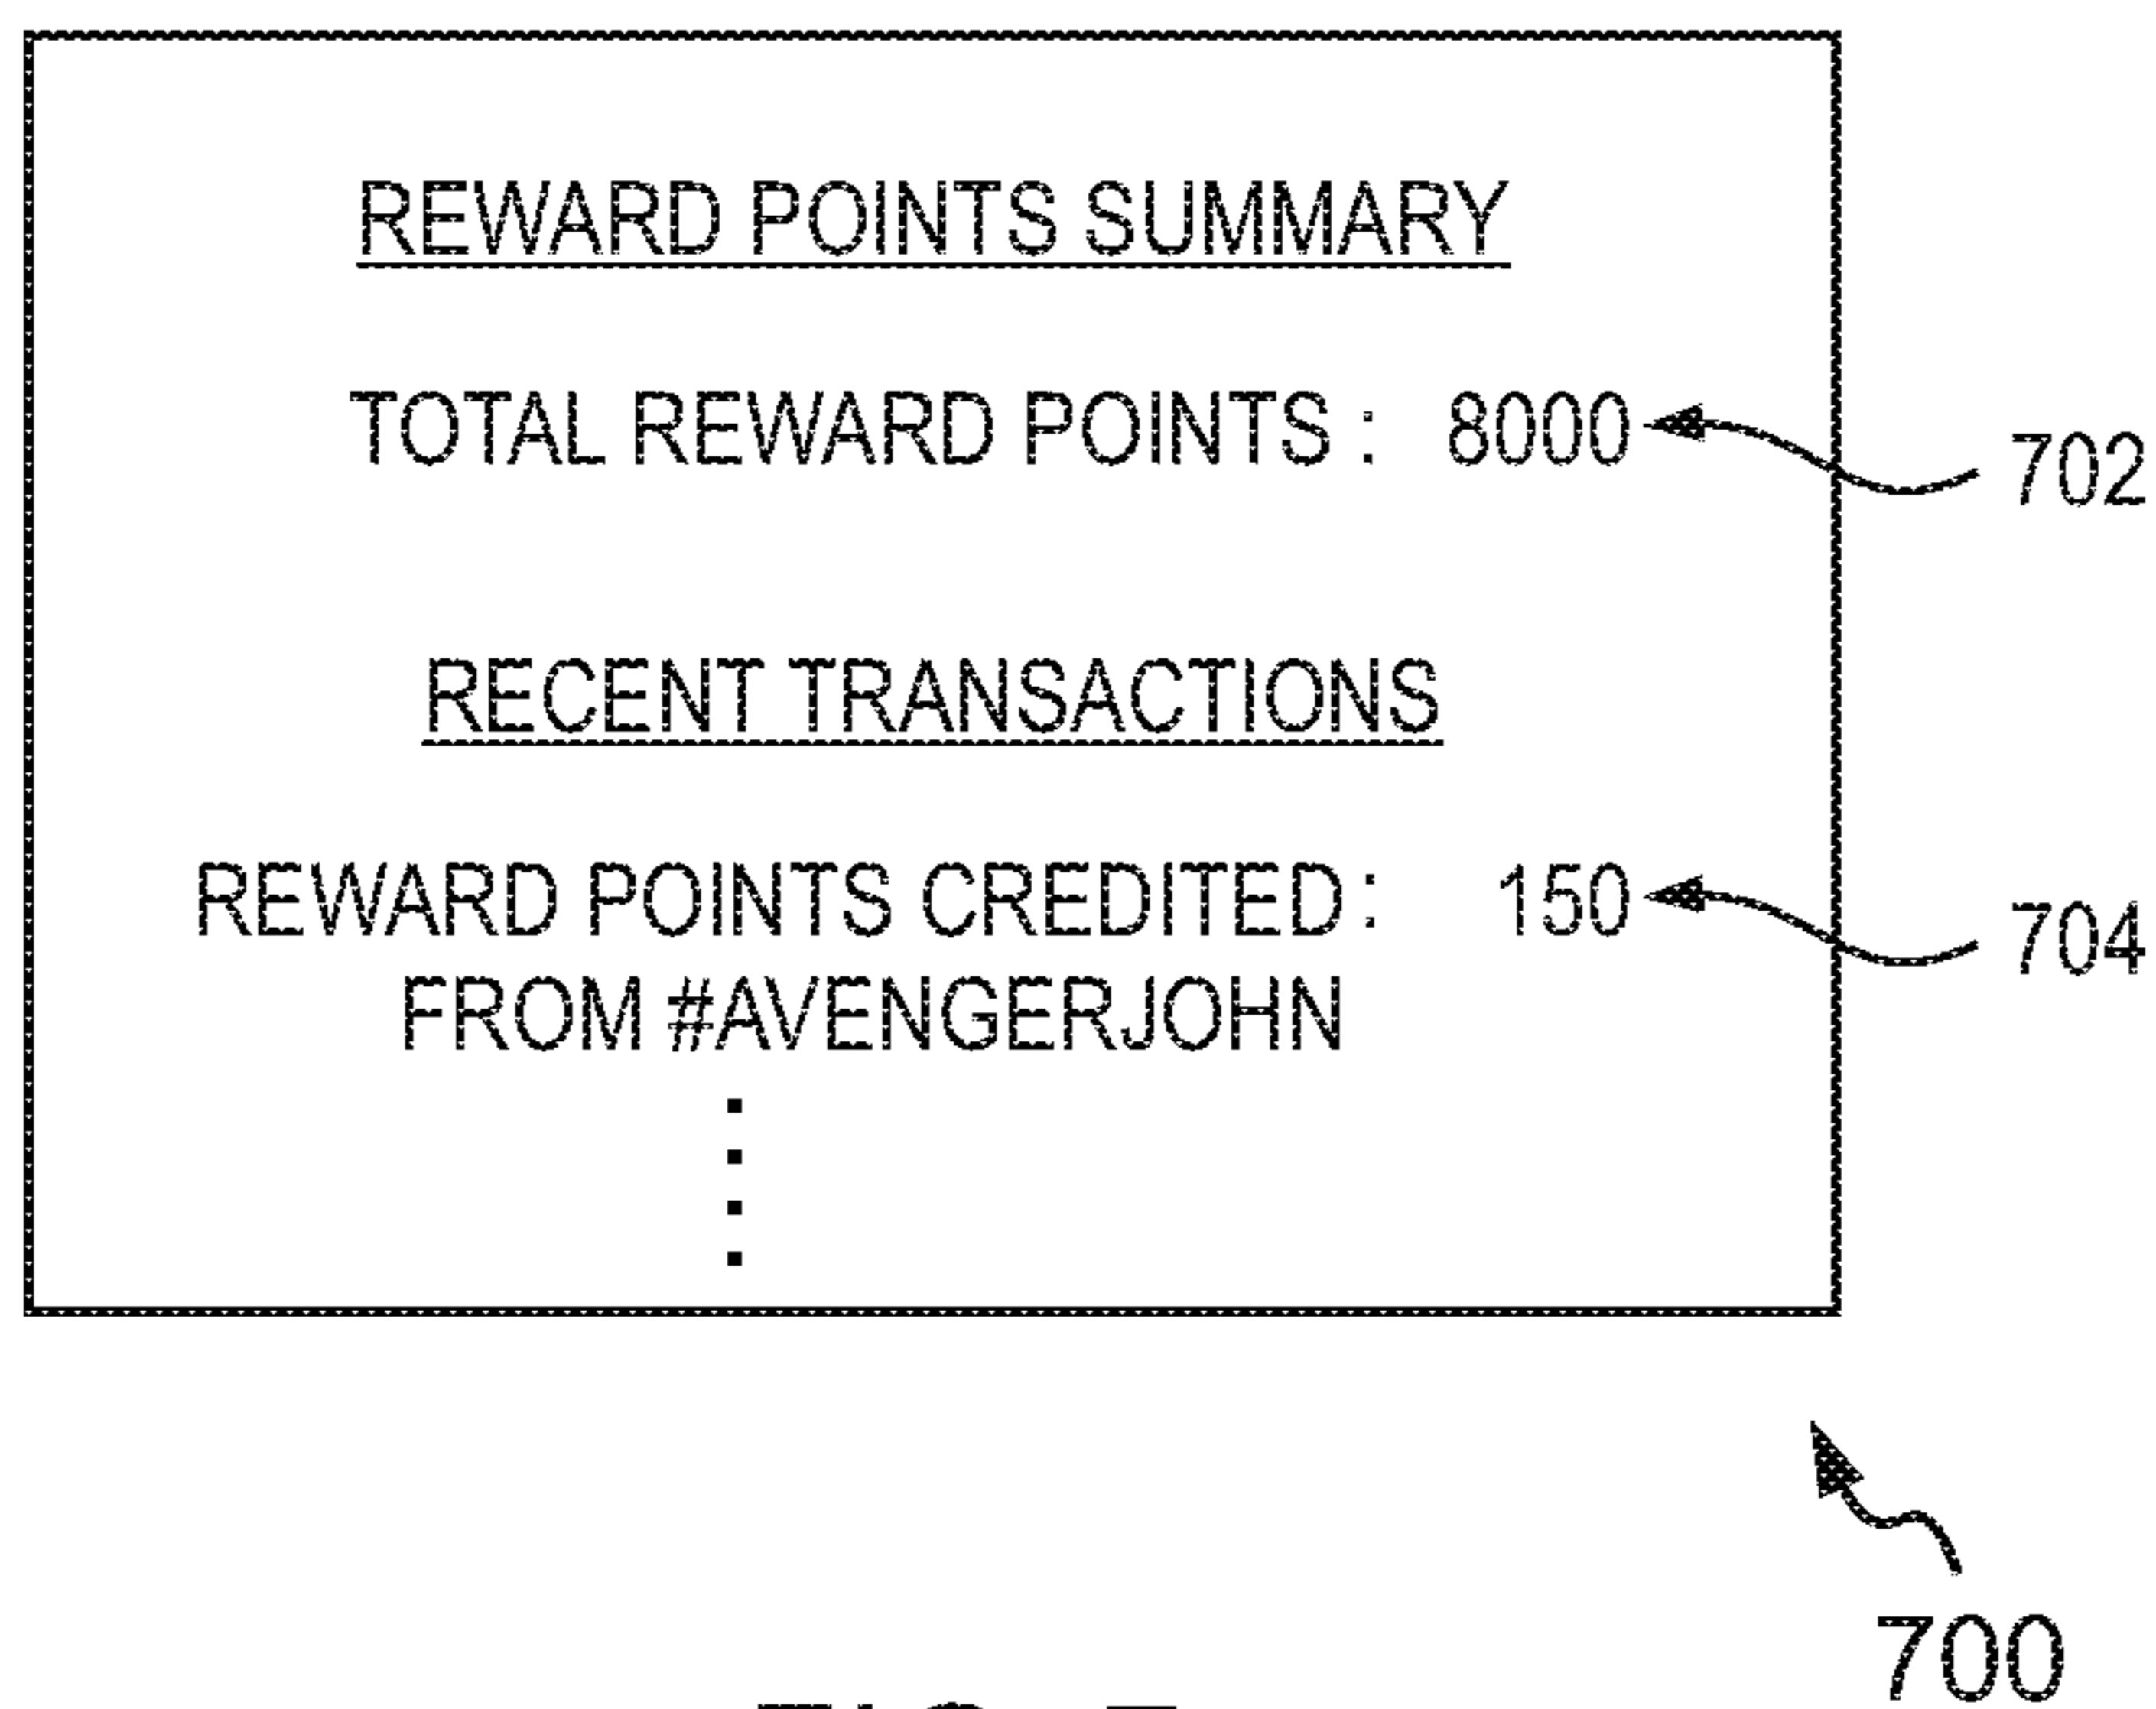 REWARD POINTS SUMMARY
TOTAL REWARD POINTS : 8000
702
RECENT TRANSACTIONS
REWARD POINTS CREDITED : 150
704
FROM #AVENGERJOHN
700